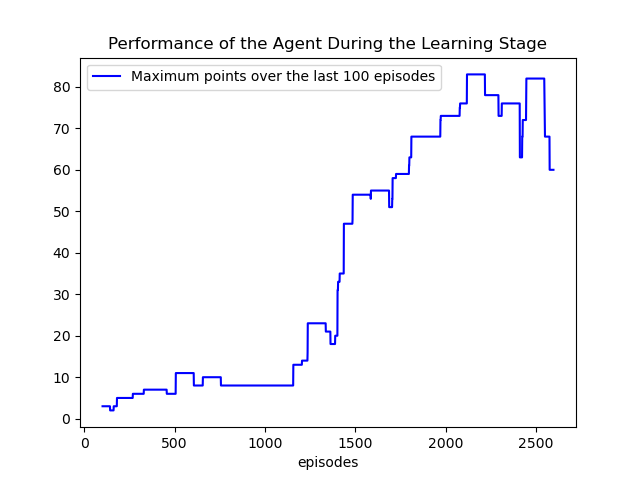 Performance of the Agent During the Learning Stage
Maximum points over the last 100 episodes
80
70
60
50
40
30
20
10
0
0 500 1000 1500 2000 2500
episodes